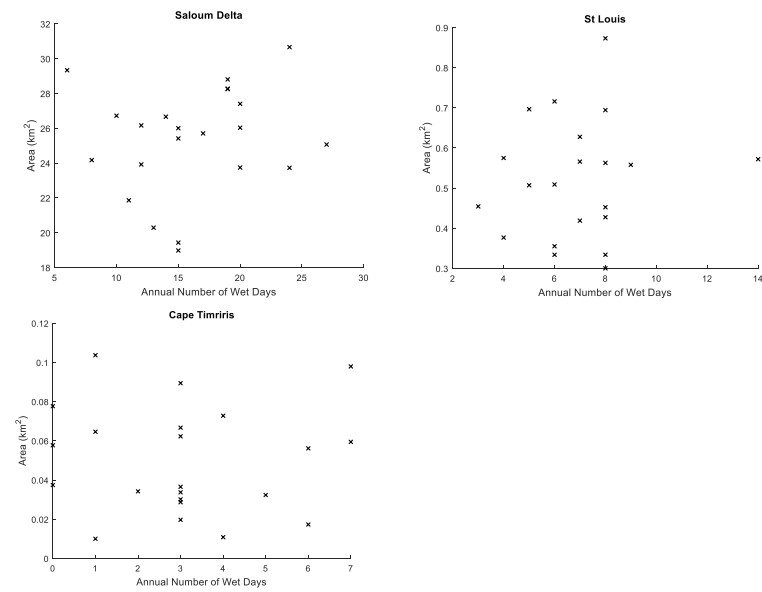 Saloum Delta
32
30
28
26
24
22
20
18
Area (km2)
5 10 15 20 25 30
Annual Number of Wet Days
St Louis
0.9
0.8
0.7
0.6
0.5
0.4
0.3
Area (km2)
2 4 6 8 10 12 14
Annual Number of Wet Days
Cape Timriris
0.12
0.1
0.08
0.06
0.04
0.02
0
Area (km2)
0 1 2 3 4 5 6 7
Annual Number of Wet Days